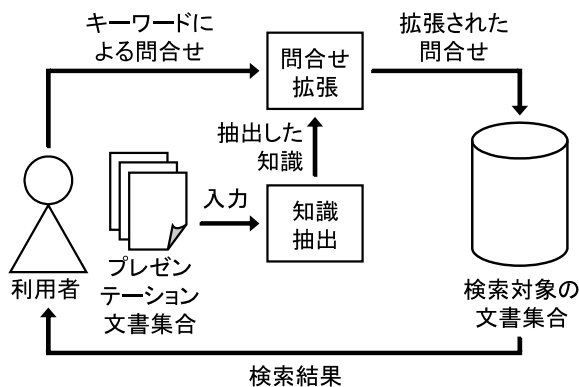 キーワードに
よる問合せ
問合せ
拡張
拡張された
問合せ
抽出した
知識
入力
知識
抽出
利用者
プレゼン
テーション
文書集合
検索対象の
文書集合
検索結果